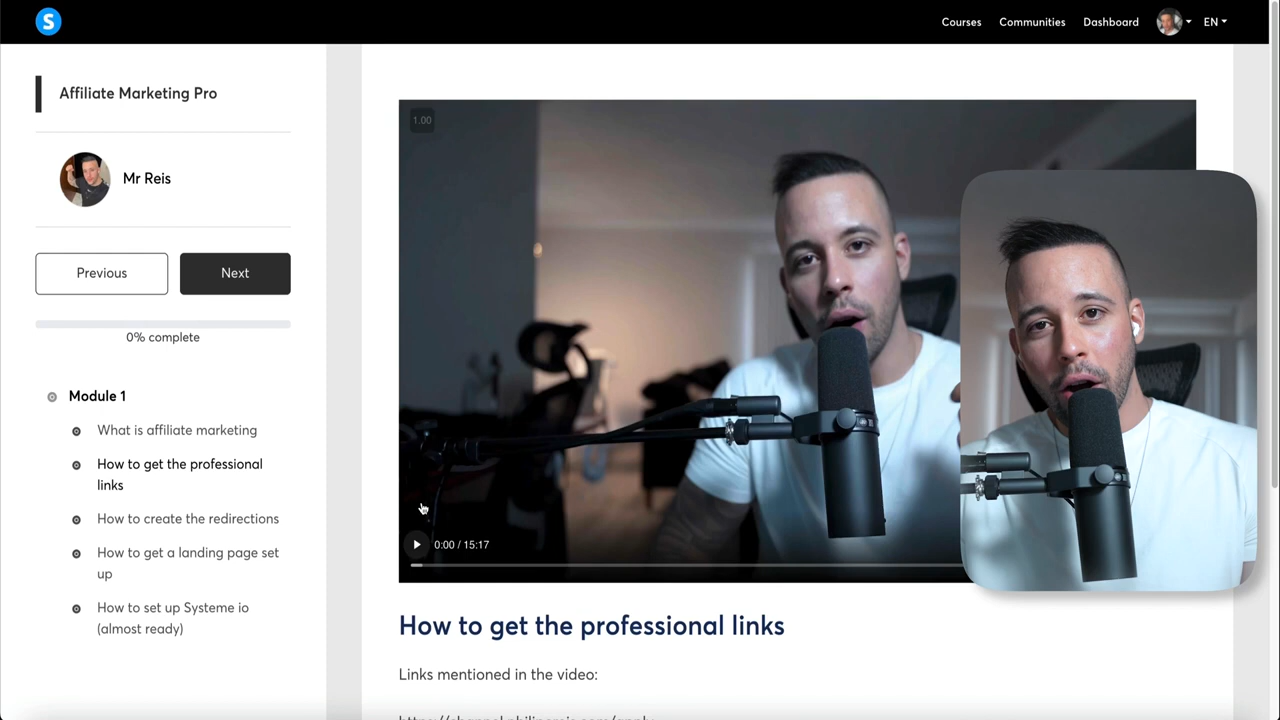 S
Courses
Communities
Dashboard
EN
Affiliate Marketing Pro
Mr Reis
Previous
Next
0% complete
Module 1
What is affiliate marketing
How to get the professional
links
How to create the redirections
How to get a landing page set
up
How to set up Systeme io
(almost ready)
1.00
0:00 / 15:17
How to get the professional links
Links mentioned in the video: